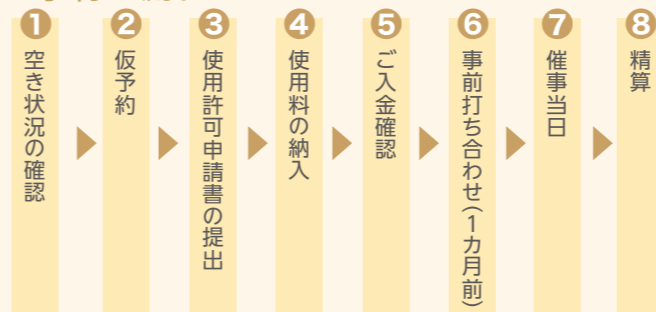 ❶
空き状況の確認
❷
仮予約
❸
使用許可申請書の提出
❹
使用料の納入
❺
ご入金確認
❻
事前打ち合わせ(1カ月前)
❼
催事当日
❽
精算